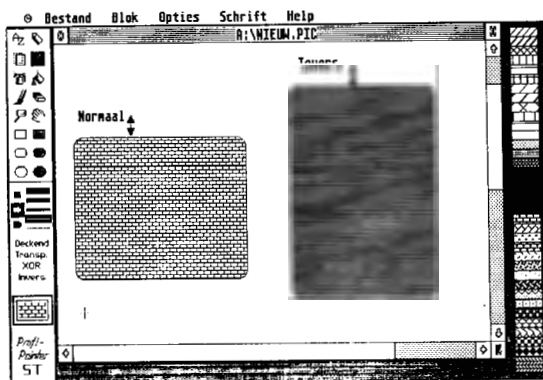 Bestand Blok Opties Schrift Help
A:\NIEUW.PIC
Normaal
Deckend
Transp.
XOR
Invers
Profi-
Painter
ST